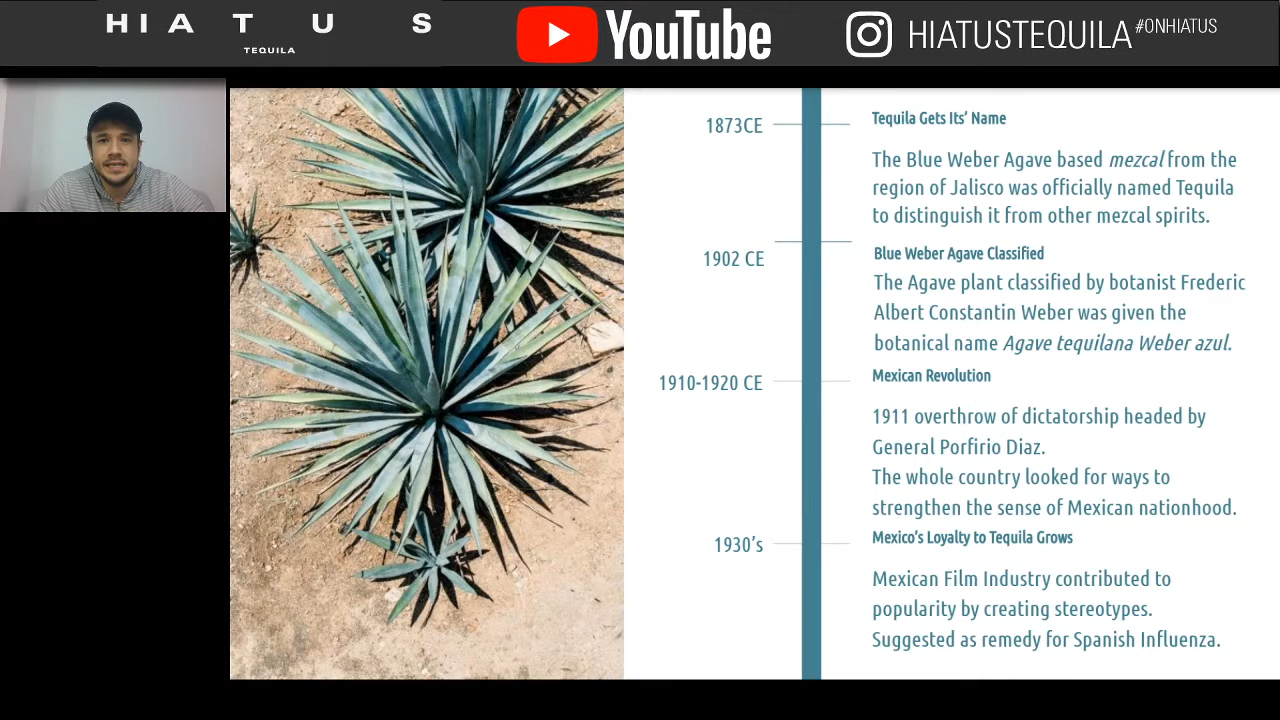 HIATUS
TEQUILA
YouTube
HIATUSTEQUILA #ONHIATUS
1873CE
Tequila Gets Its’ Name
The Blue Weber Agave based mezcal from the
region of Jalisco was officially named Tequila
to distinguish it from other mezcal spirits.
1902 CE
Blue Weber Agave Classified
The Agave plant classified by botanist Frederic
Albert Constantin Weber was given the
botanical name Agave tequilana Weber azul.
1910-1920 CE
Mexican Revolution
1911 overthrow of dictatorship headed by
General Porfirio Diaz.
The whole country looked for ways to
strengthen the sense of Mexican nationhood.
1930’s
Mexico’s Loyalty to Tequila Grows
Mexican Film Industry contributed to
popularity by creating stereotypes.
Suggested as remedy for Spanish Influenza.